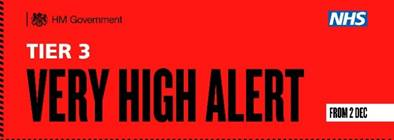 HM Government
NHS
TIER 3
VERY HIGH ALERT
FROM 2 DEC